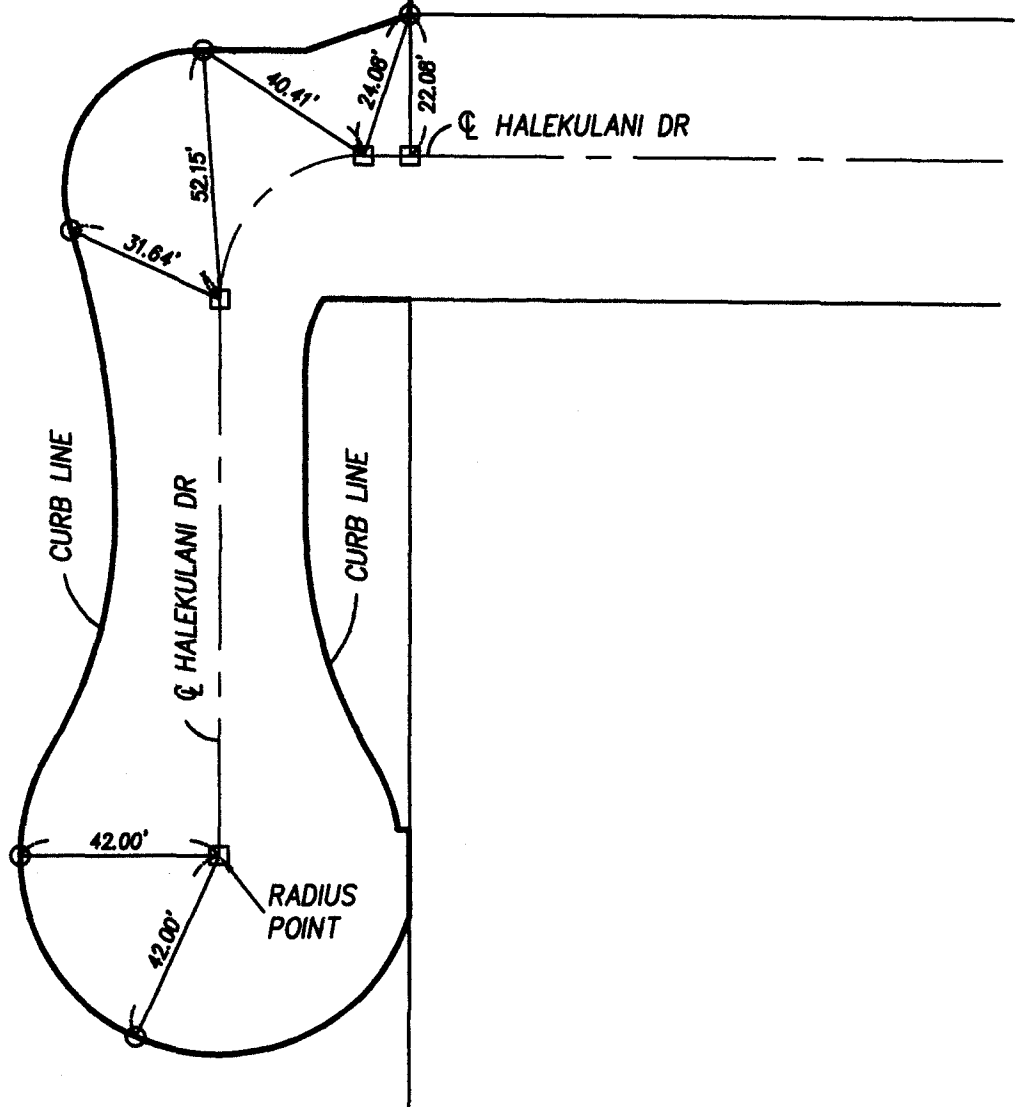 40.41'
24.08'
22.08'
℄ HALEKULANI DR
52.15'
31.64'
CURB LINE
℄ HALEKULANI DR
CURB LINE
42.00'
RADIUS
POINT
42.00'